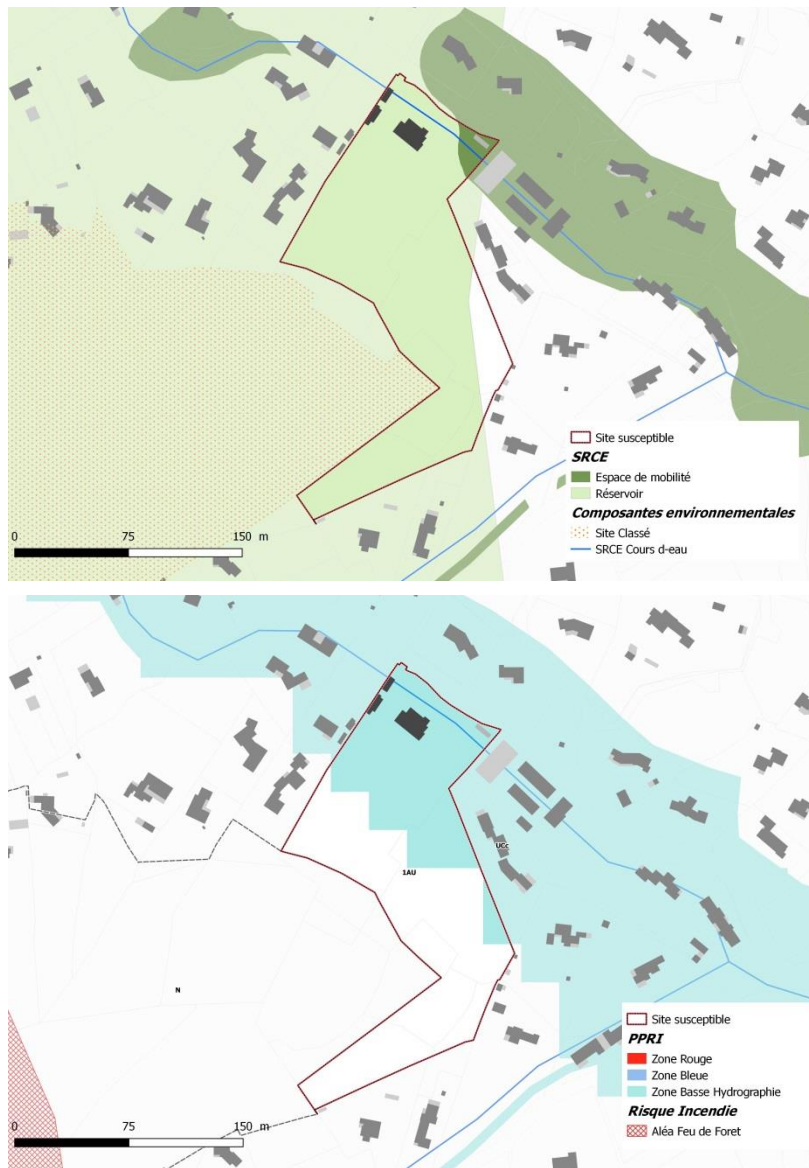 Site susceptible
SRCE
Espace de mobilité
Réservoir
Composantes environnementales
Site Classé
SRCE Cours d-eau
0 75 150 m
UCc
1AU
N
Site susceptible
PPRI
Zone Rouge
Zone Bleue
Zone Basse Hydrographie
Risque Incendie
Aléa Feu de Foret
0 75 150 m